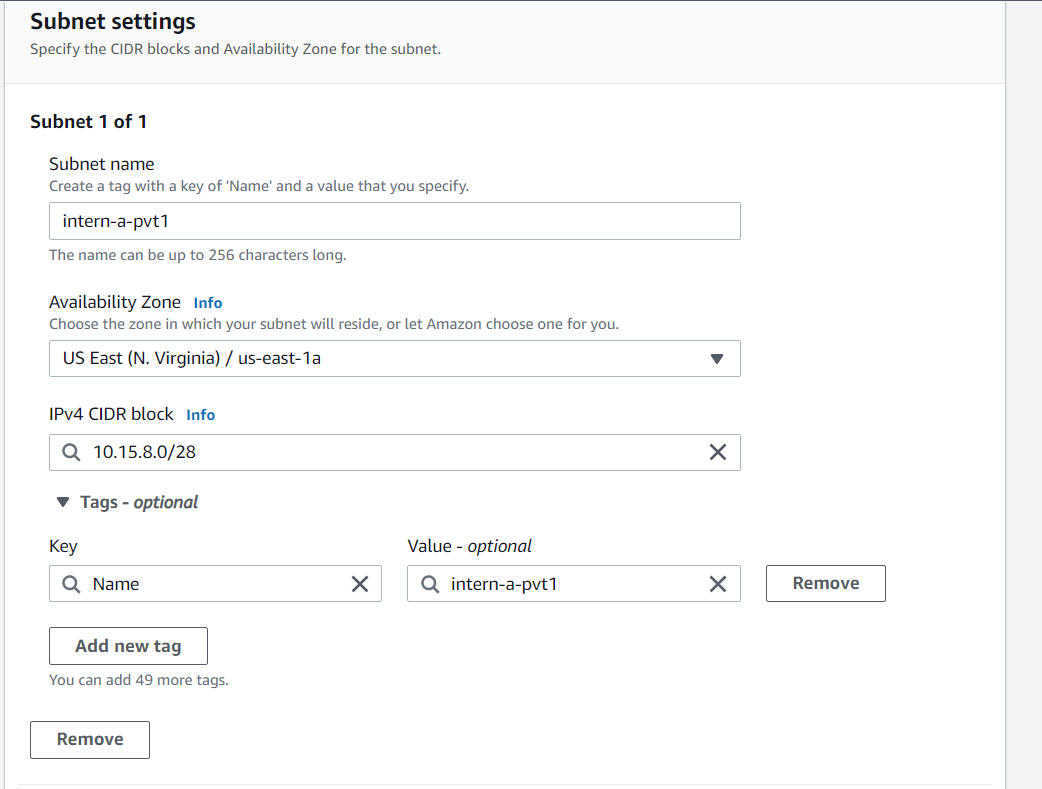 Subnet settings
Specify the CIDR blocks and Availability Zone for the subnet.
Subnet 1 of 1
Subnet name
Create a tag with a key of 'Name' and a value that you specify.
intern-a-pvt1
The name can be up to 256 characters long.
Availability Zone Info
Choose the zone in which your subnet will reside, or let Amazon choose one for you.
US East (N. Virginia) / us-east-1a
IPv4 CIDR block Info
10.15.8.0/28
Tags - optional
Key Value - optional
Name intern-a-pvt1 Remove
Add new tag
You can add 49 more tags.
Remove